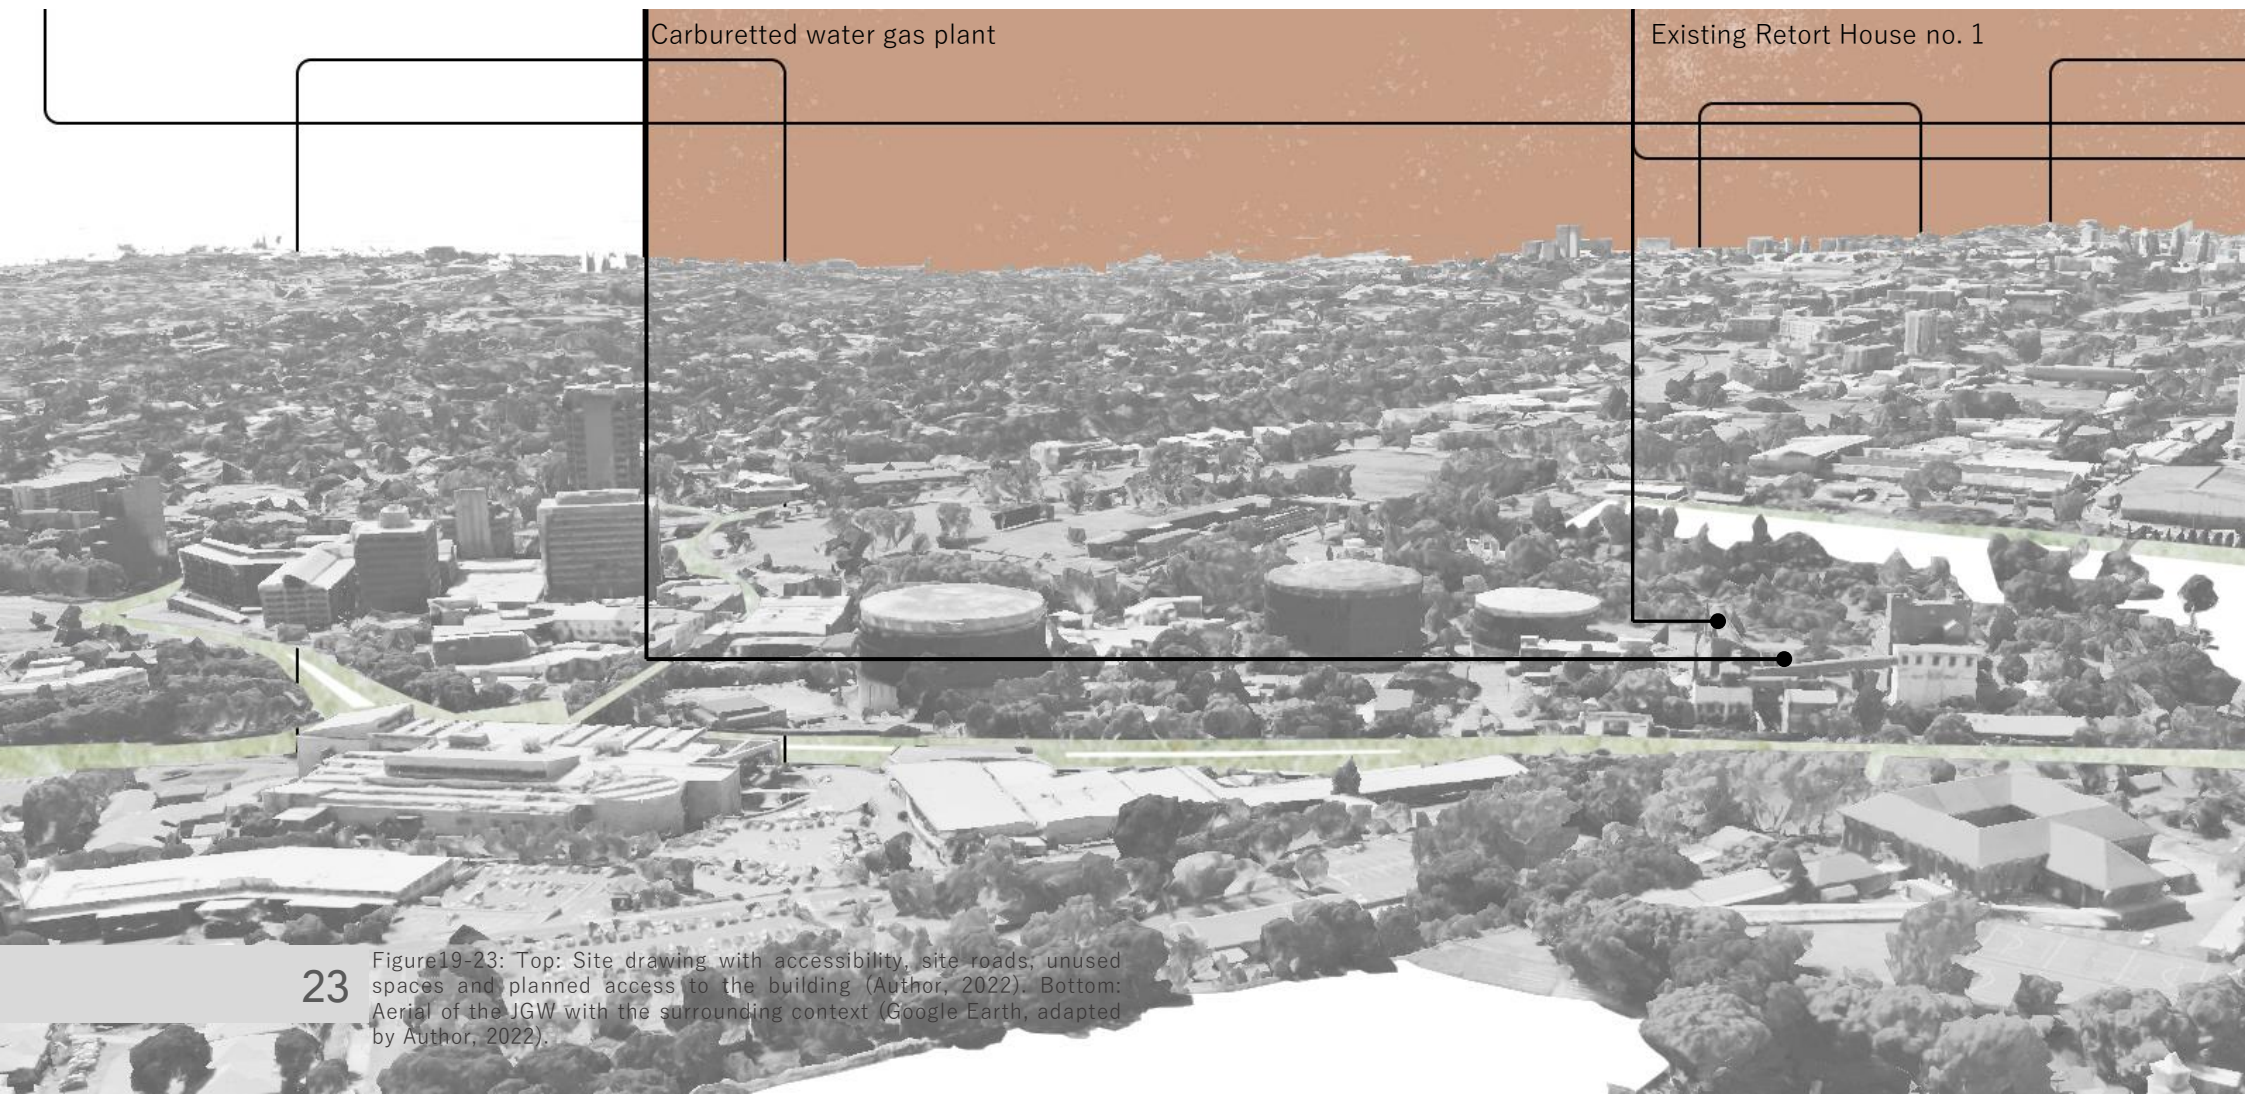 Carburetted water gas plant
Existing Retort House no. 1
23
Figure19-23: Top: Site drawing with accessibility, site roads, unused
spaces and planned access to the building (Author, 2022). Bottom:
Aerial of the JGW with the surrounding context (Google Earth, adapted
by Author, 2022).